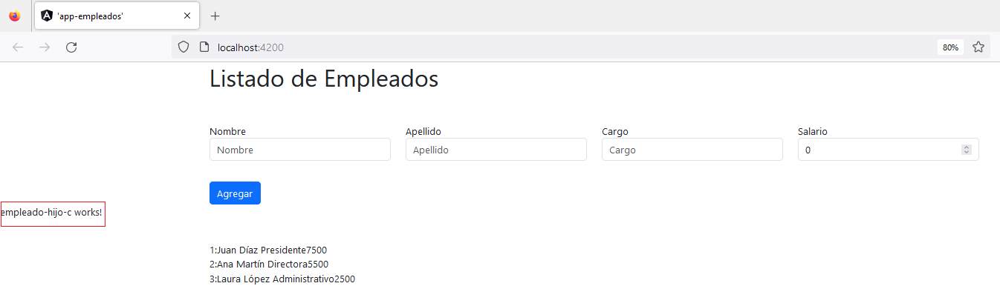 'app-empleados'
localhost:4200
80%
Listado de Empleados
Nombre Apellido Cargo Salario
Nombre Apellido Cargo 0
Agregar
empleado-hijo-c works!
1:Juan Díaz Presidente7500
2:Ana Martín Directora5500
3:Laura López Administrativo2500